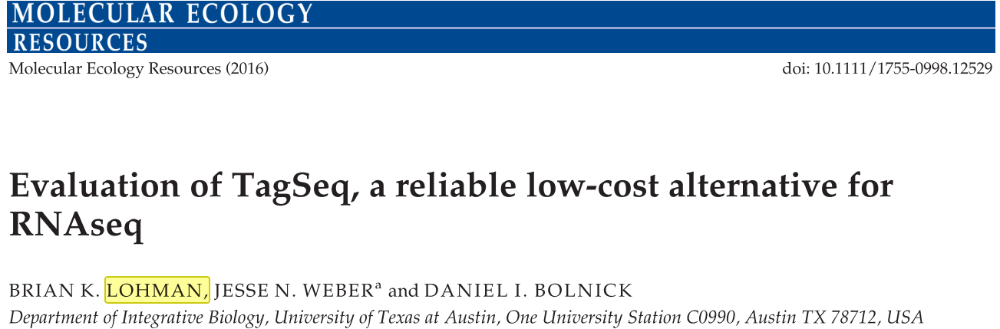 MOLECULAR ECOLOGY
RESOURCES
Molecular Ecology Resources (2016) doi: 10.1111/1755-0998.12529
Evaluation of TagSeq, a reliable low-cost alternative for
RNAseq
BRIAN K. LOHMAN, JESSE N. WEBERᵃ and DANIEL I. BOLNICK
Department of Integrative Biology, University of Texas at Austin, One University Station C0990, Austin TX 78712, USA